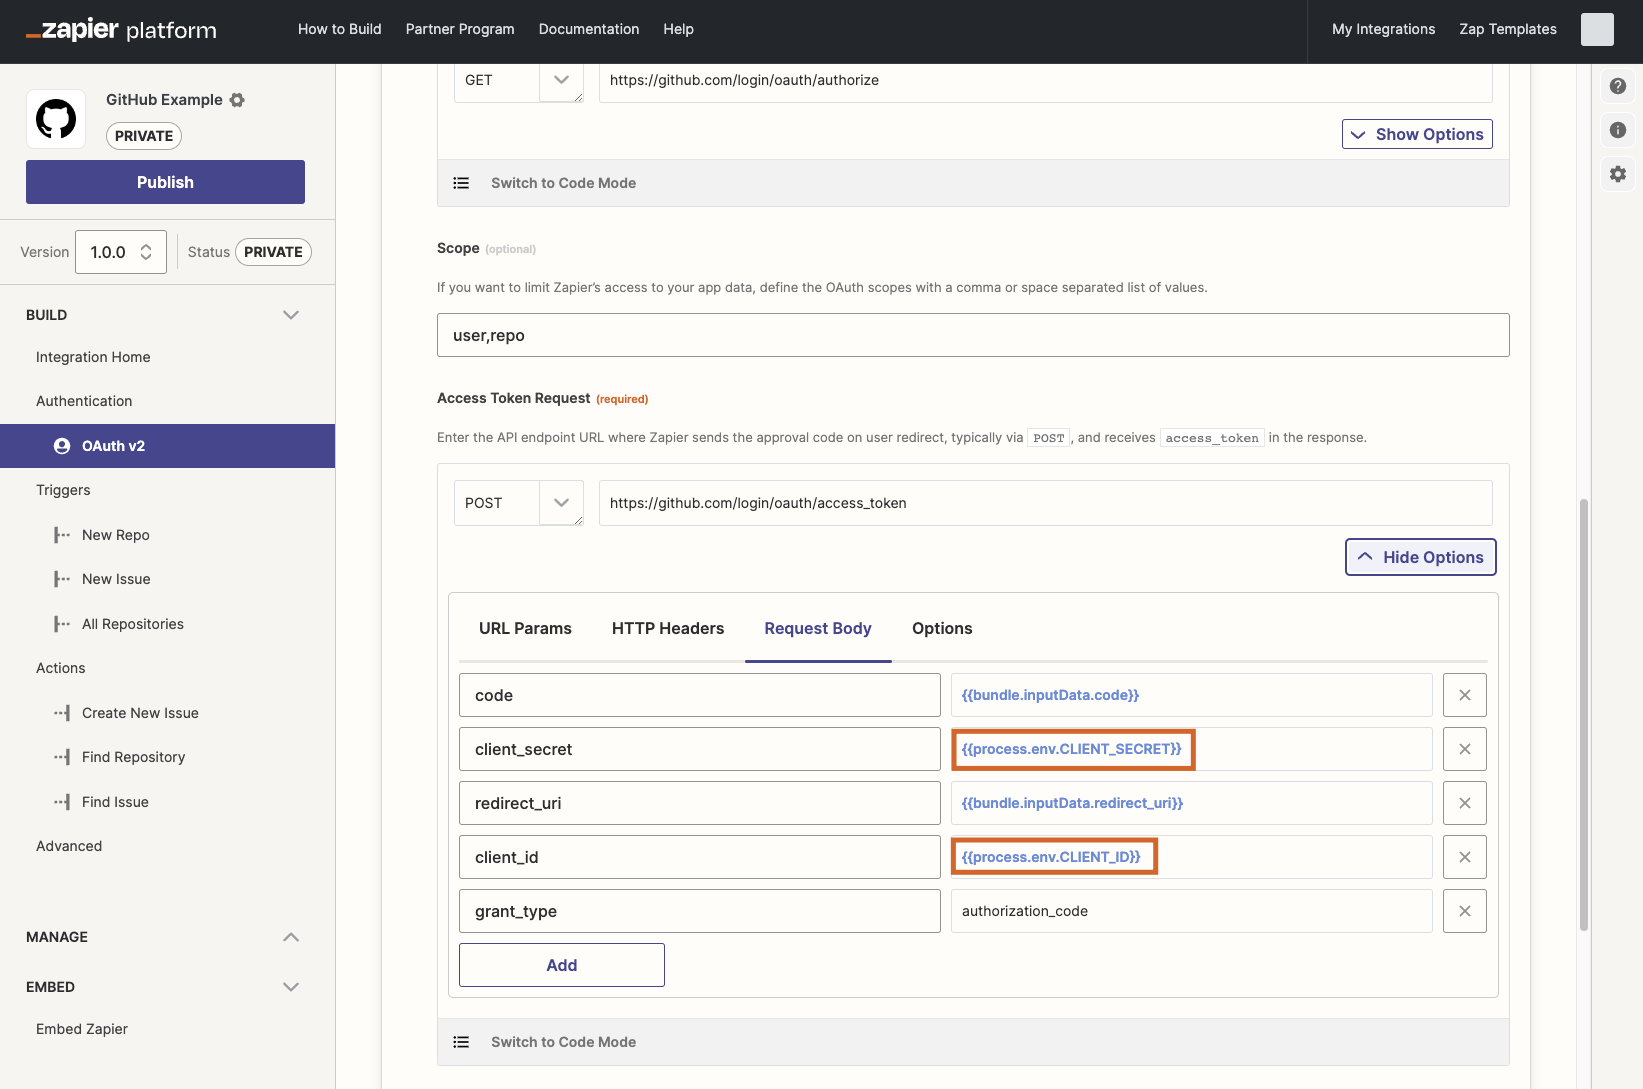 zapier platform
How to Build
Partner Program
Documentation
Help
My Integrations
Zap Templates
GitHub Example
PRIVATE
Publish
Version
1.0.0
Status
PRIVATE
BUILD
Integration Home
Authentication
OAuth v2
Triggers
New Repo
New Issue
All Repositories
Actions
Create New Issue
Find Repository
Find Issue
Advanced
MANAGE
EMBED
Embed Zapier
GET
https://github.com/login/oauth/authorize
Show Options
Switch to Code Mode
Scope (optional)
If you want to limit Zapier’s access to your app data, define the OAuth scopes with a comma or space separated list of values.
user,repo
Access Token Request (required)
Enter the API endpoint URL where Zapier sends the approval code on user redirect, typically via POST, and receives access_token in the response.
POST
https://github.com/login/oauth/access_token
Hide Options
URL Params
HTTP Headers
Request Body
Options
code
{{bundle.inputData.code}}
client_secret
{{process.env.CLIENT_SECRET}}
redirect_uri
{{bundle.inputData.redirect_uri}}
client_id
{{process.env.CLIENT_ID}}
grant_type
authorization_code
Add
Switch to Code Mode